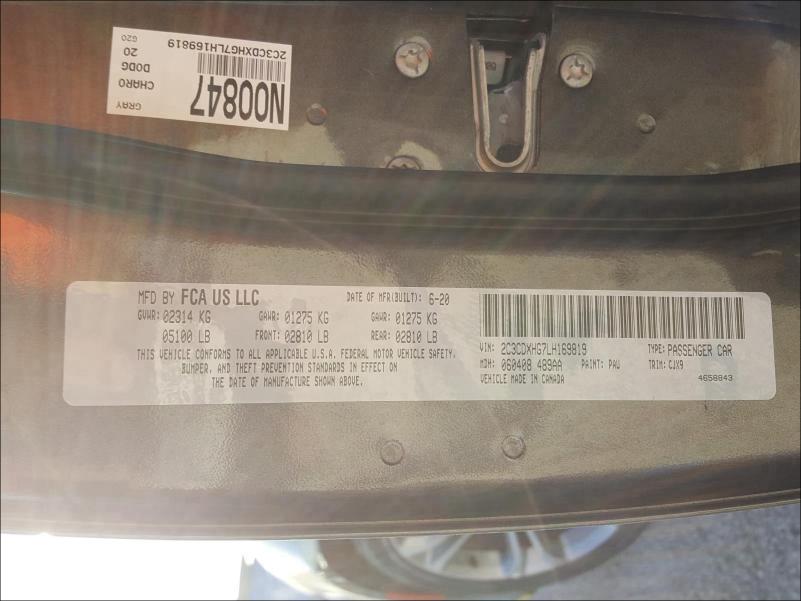 N00847
2C3CDXHG7LH169819
GRAY
CHARO
DODG
20
G20
MFD BY FCA US LLC DATE OF MFR(BUILT): 6-20
GVWR: 02314 KG GAWR: 01275 KG GAWR: 01275 KG
05100 LB FRONT: 02810 LB REAR: 02810 LB
THIS VEHICLE CONFORMS TO ALL APPLICABLE U.S.A. FEDERAL MOTOR VEHICLE SAFETY,
BUMPER, AND THEFT PREVENTION STANDARDS IN EFFECT ON
THE DATE OF MANUFACTURE SHOWN ABOVE.
VIN: 2C3CDXHG7LH169819 TYPE: PASSENGER CAR
MDH: 060408 489AA PAINT: PAU TRIM: CJX9
VEHICLE MADE IN CANADA 4658843